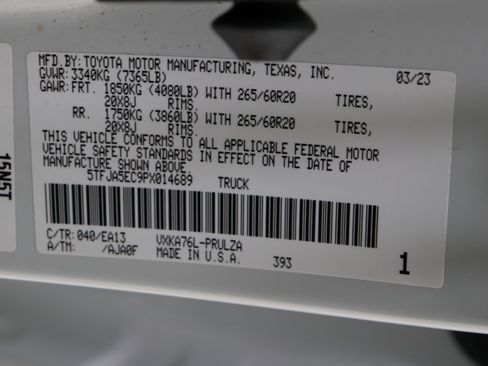 MFD.BY:TOYOTA MOTOR MANUFACTURING, TEXAS, INC. 03/23
GVWR:3340KG (7365LB)
GAWR:FRT. 1850KG (4080LB) WITH 265/60R20 TIRES,
20X8J RIMS,
RR. 1750KG (3860LB) WITH 265/60R20 TIRES,
20X8J RIMS.
THIS VEHICLE CONFORMS TO ALL APPLICABLE FEDERAL MOTOR
VEHICLE SAFETY STANDARDS IN EFFECT ON THE DATE OF
MANUFACTURE SHOWN ABOVE
5TFJA5EC9PX014689 TRUCK
C/TR:040/EA13 VXKA76L-PRULZA
A/TM: /AJA0F MADE IN U.S.A. 393 1
15N5T